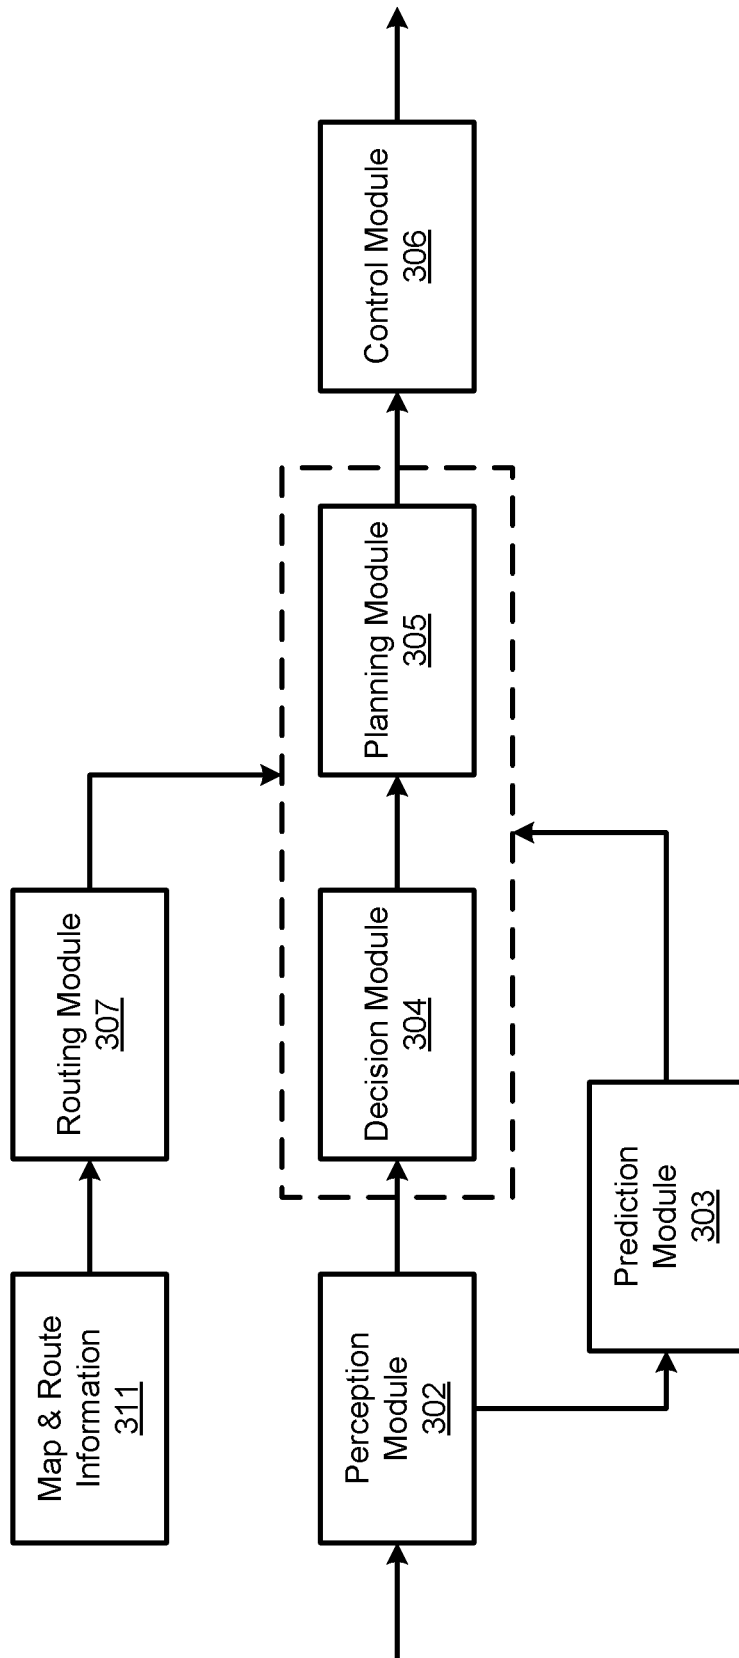 Map & Route
Information
311
Routing Module
307
Perception
Module
302
Decision Module
304
Planning Module
305
Control Module
306
Prediction
Module
303